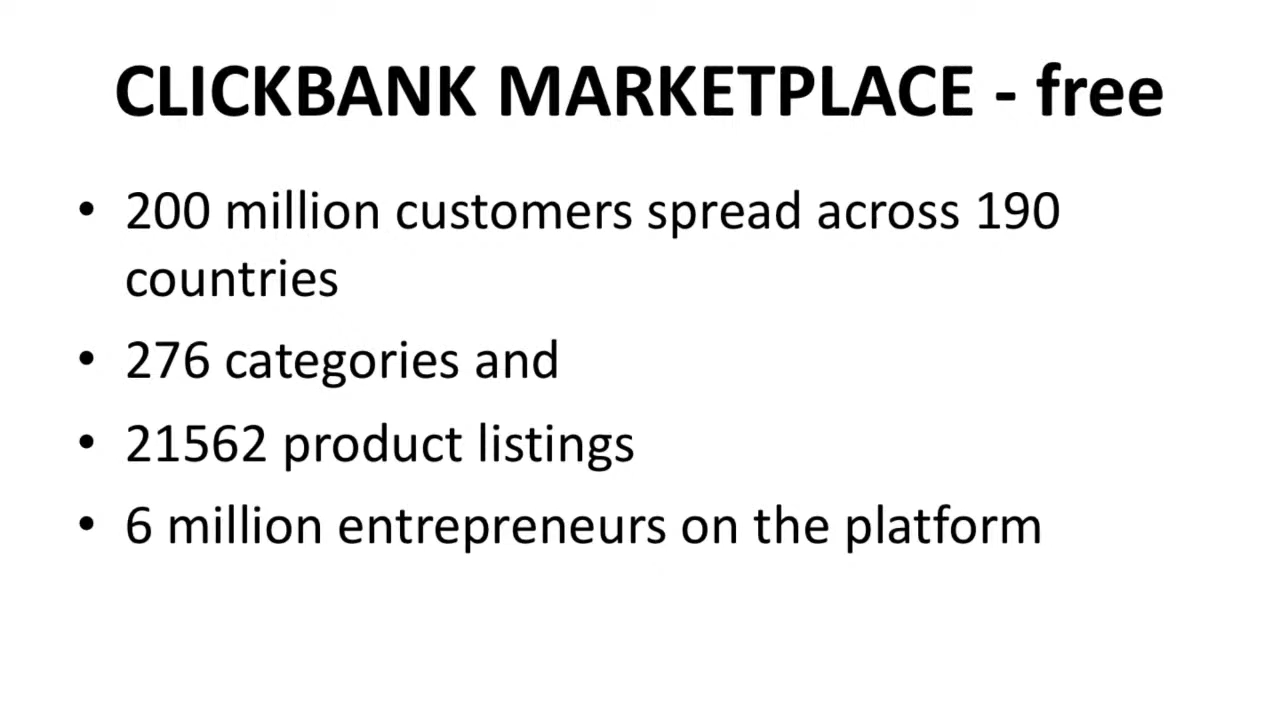 CLICKBANK MARKETPLACE - free
• 200 million customers spread across 190
countries
• 276 categories and
• 21562 product listings
• 6 million entrepreneurs on the platform